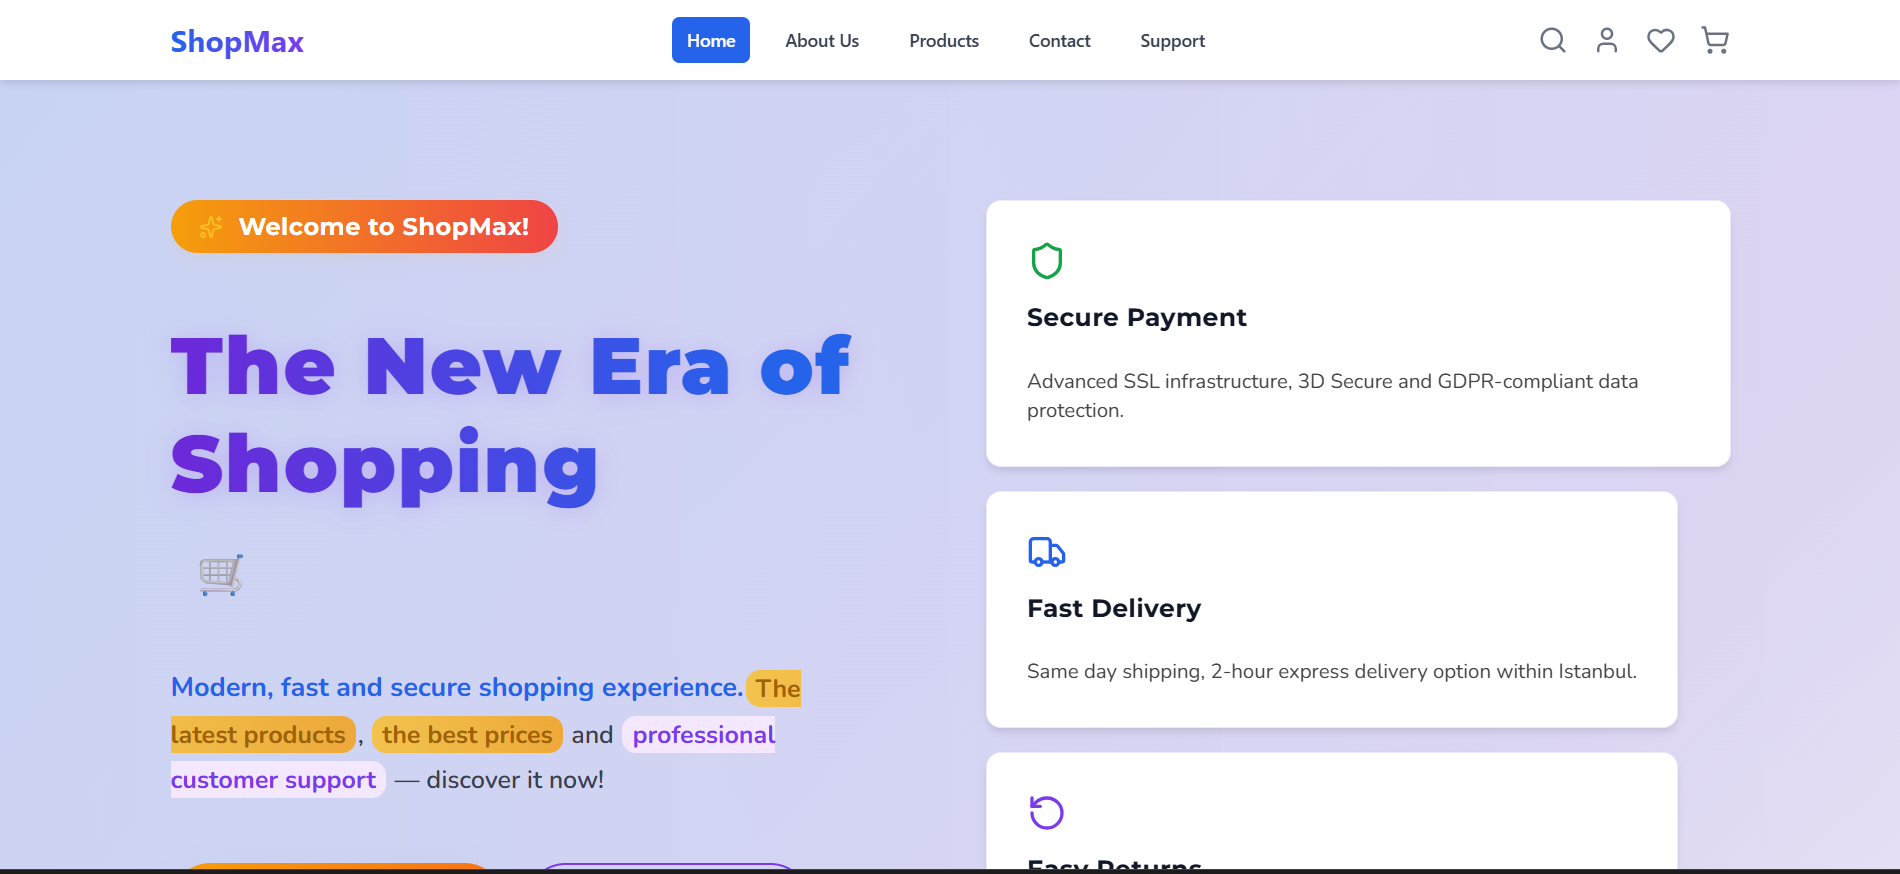 ShopMax
Home
About Us
Products
Contact
Support
Welcome to ShopMax!
The New Era of
Shopping
Modern, fast and secure shopping experience. The
latest products, the best prices and professional
customer support — discover it now!
Secure Payment
Advanced SSL infrastructure, 3D Secure and GDPR-compliant data
protection.
Fast Delivery
Same day shipping, 2-hour express delivery option within Istanbul.
Easy Returns